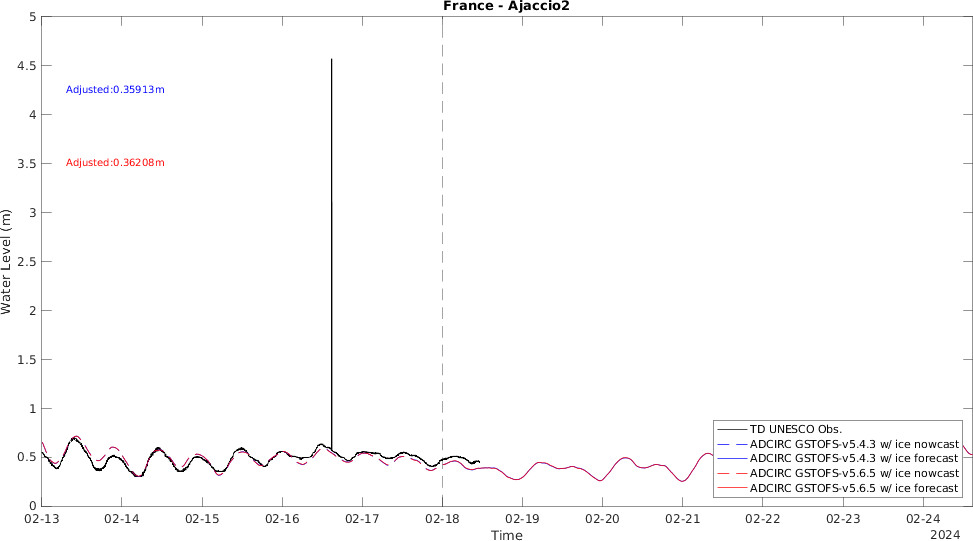 France - Ajaccio2
5
4.5
4
3.5
3
2.5
2
1.5
1
0.5
0
Water Level (m)
Adjusted:0.35913m
Adjusted:0.36208m
TD UNESCO Obs.
ADCIRC GSTOFS-v5.4.3 w/ ice nowcast
ADCIRC GSTOFS-v5.4.3 w/ ice forecast
ADCIRC GSTOFS-v5.6.5 w/ ice nowcast
ADCIRC GSTOFS-v5.6.5 w/ ice forecast
02-13 02-14 02-15 02-16 02-17 02-18 02-19 02-20 02-21 02-22 02-23 02-24
Time
2024